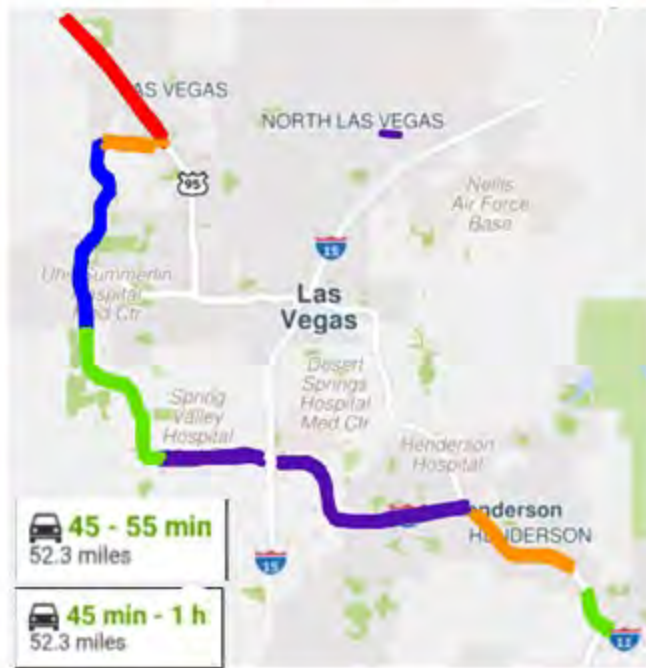 AS VEGAS
NORTH LAS VEGAS
95
Nellis
Air Force
Base
15
Summerlin
Hospital
Med Ctr
Las
Vegas
Desert
Springs
Hospital
Med Ctr
Spring
Valley
Hospital
Henderson
Hospital
enderson
HENDERSON
45 - 55 min
52.3 miles
15
45 min - 1 h
52.3 miles
11